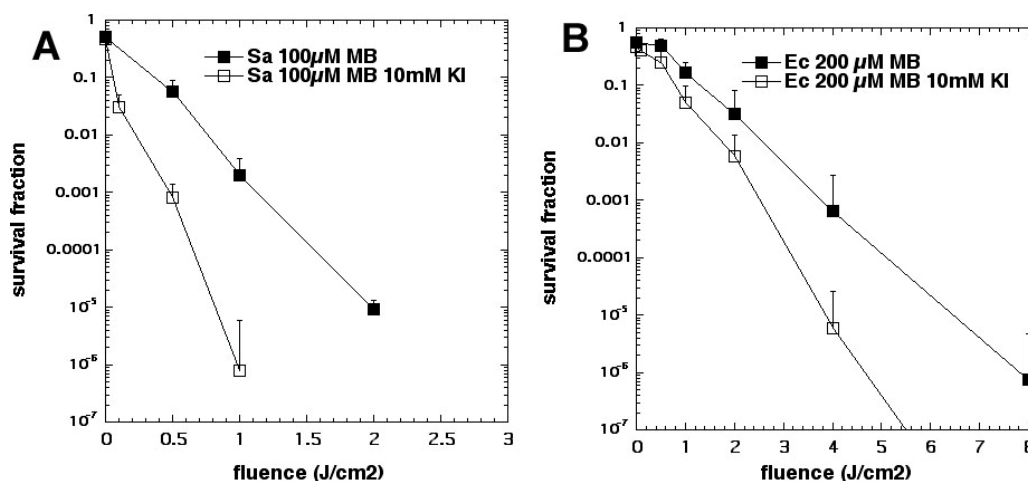 A
Sa 100µM MB
Sa 100µM MB 10mM KI
survival fraction
1
0.1
0.01
0.001
0.0001
10-5
10-6
10-7
0 0.5 1 1.5 2 2.5 3
fluence (J/cm2)
B
Ec 200 µM MB
Ec 200 µM MB 10mM KI
survival fraction
1
0.1
0.01
0.001
0.0001
10-5
10-6
10-7
0 1 2 3 4 5 6 7 8
fluence (J/cm2)